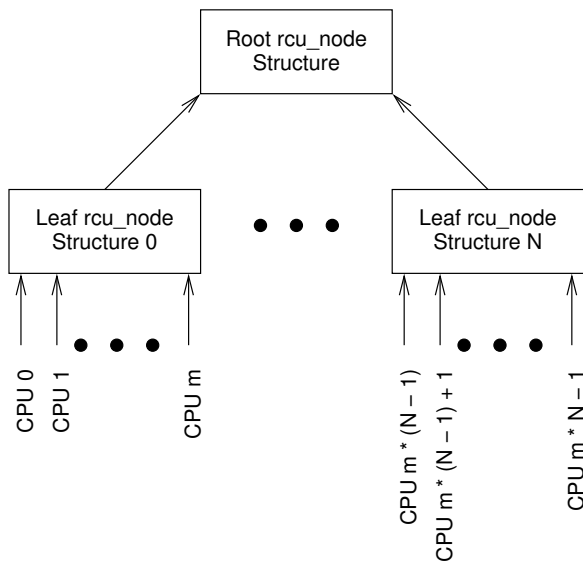 Root rcu_node
Structure
Leaf rcu_node
Structure 0
Leaf rcu_node
Structure N
CPU 0
CPU 1
CPU m
CPU m * (N − 1)
CPU m * (N − 1) + 1
CPU m * N − 1